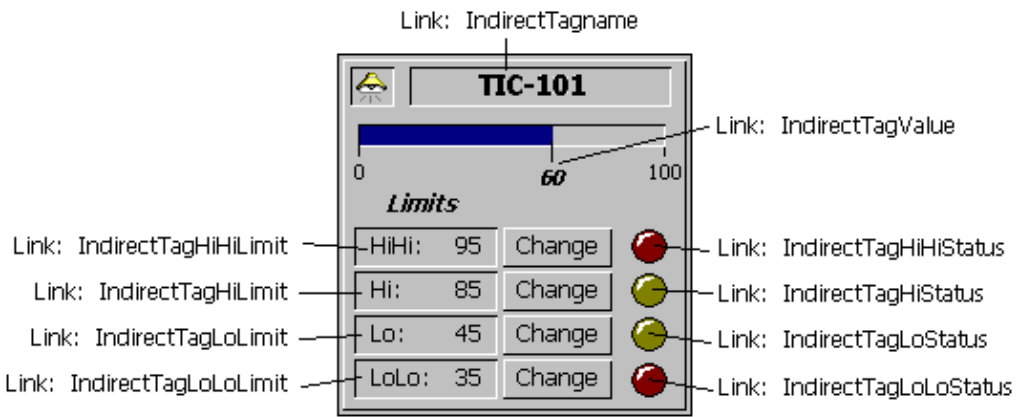 Link: IndirectTagname
TIC-101
Link: IndirectTagValue
0 60 100
Limits
Link: IndirectTagHiHiLimit HiHi: 95 Change Link: IndirectTagHiHiStatus
Link: IndirectTagHiLimit Hi: 85 Change Link: IndirectTagHiStatus
Link: IndirectTagLoLimit Lo: 45 Change Link: IndirectTagLoStatus
Link: IndirectTagLoLoLimit LoLo: 35 Change Link: IndirectTagLoLoStatus